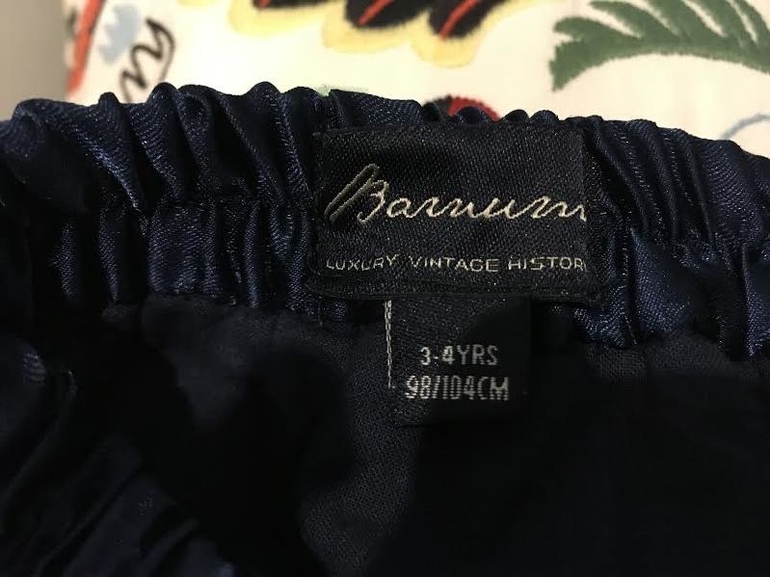 Barnum
LUXURY VINTAGE HISTOR
3-4YRS
98/104CM